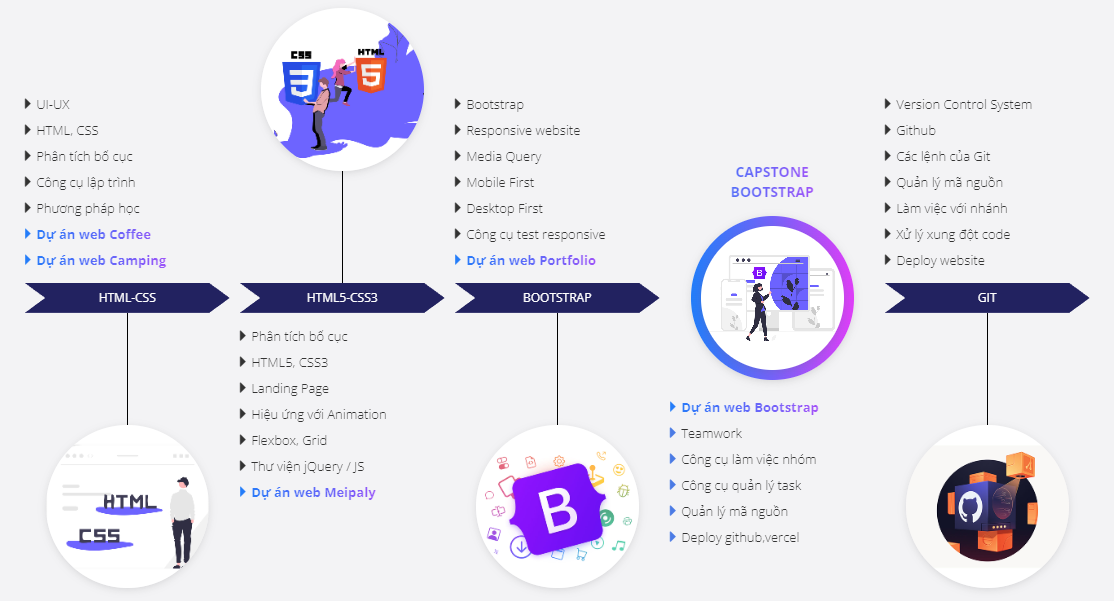 UI-UX
HTML, CSS
Phân tích bố cục
Công cụ lập trình
Phương pháp học
Dự án web Coffee
Dự án web Camping
HTML-CSS
HTML
CSS
CSS
3
HTML
5
HTML5-CSS3
Phân tích bố cục
HTML5, CSS3
Landing Page
Hiệu ứng với Animation
Flexbox, Grid
Thư viện jQuery / JS
Dự án web Meipaly
Bootstrap
Responsive website
Media Query
Mobile First
Desktop First
Công cụ test responsive
Dự án web Portfolio
BOOTSTRAP
B
CAPSTONE
BOOTSTRAP
B
Dự án web Bootstrap
Teamwork
Công cụ làm việc nhóm
Công cụ quản lý task
Quản lý mã nguồn
Deploy github,vercel
Version Control System
Github
Các lệnh của Git
Quản lý mã nguồn
Làm việc với nhánh
Xử lý xung đột code
Deploy website
GIT